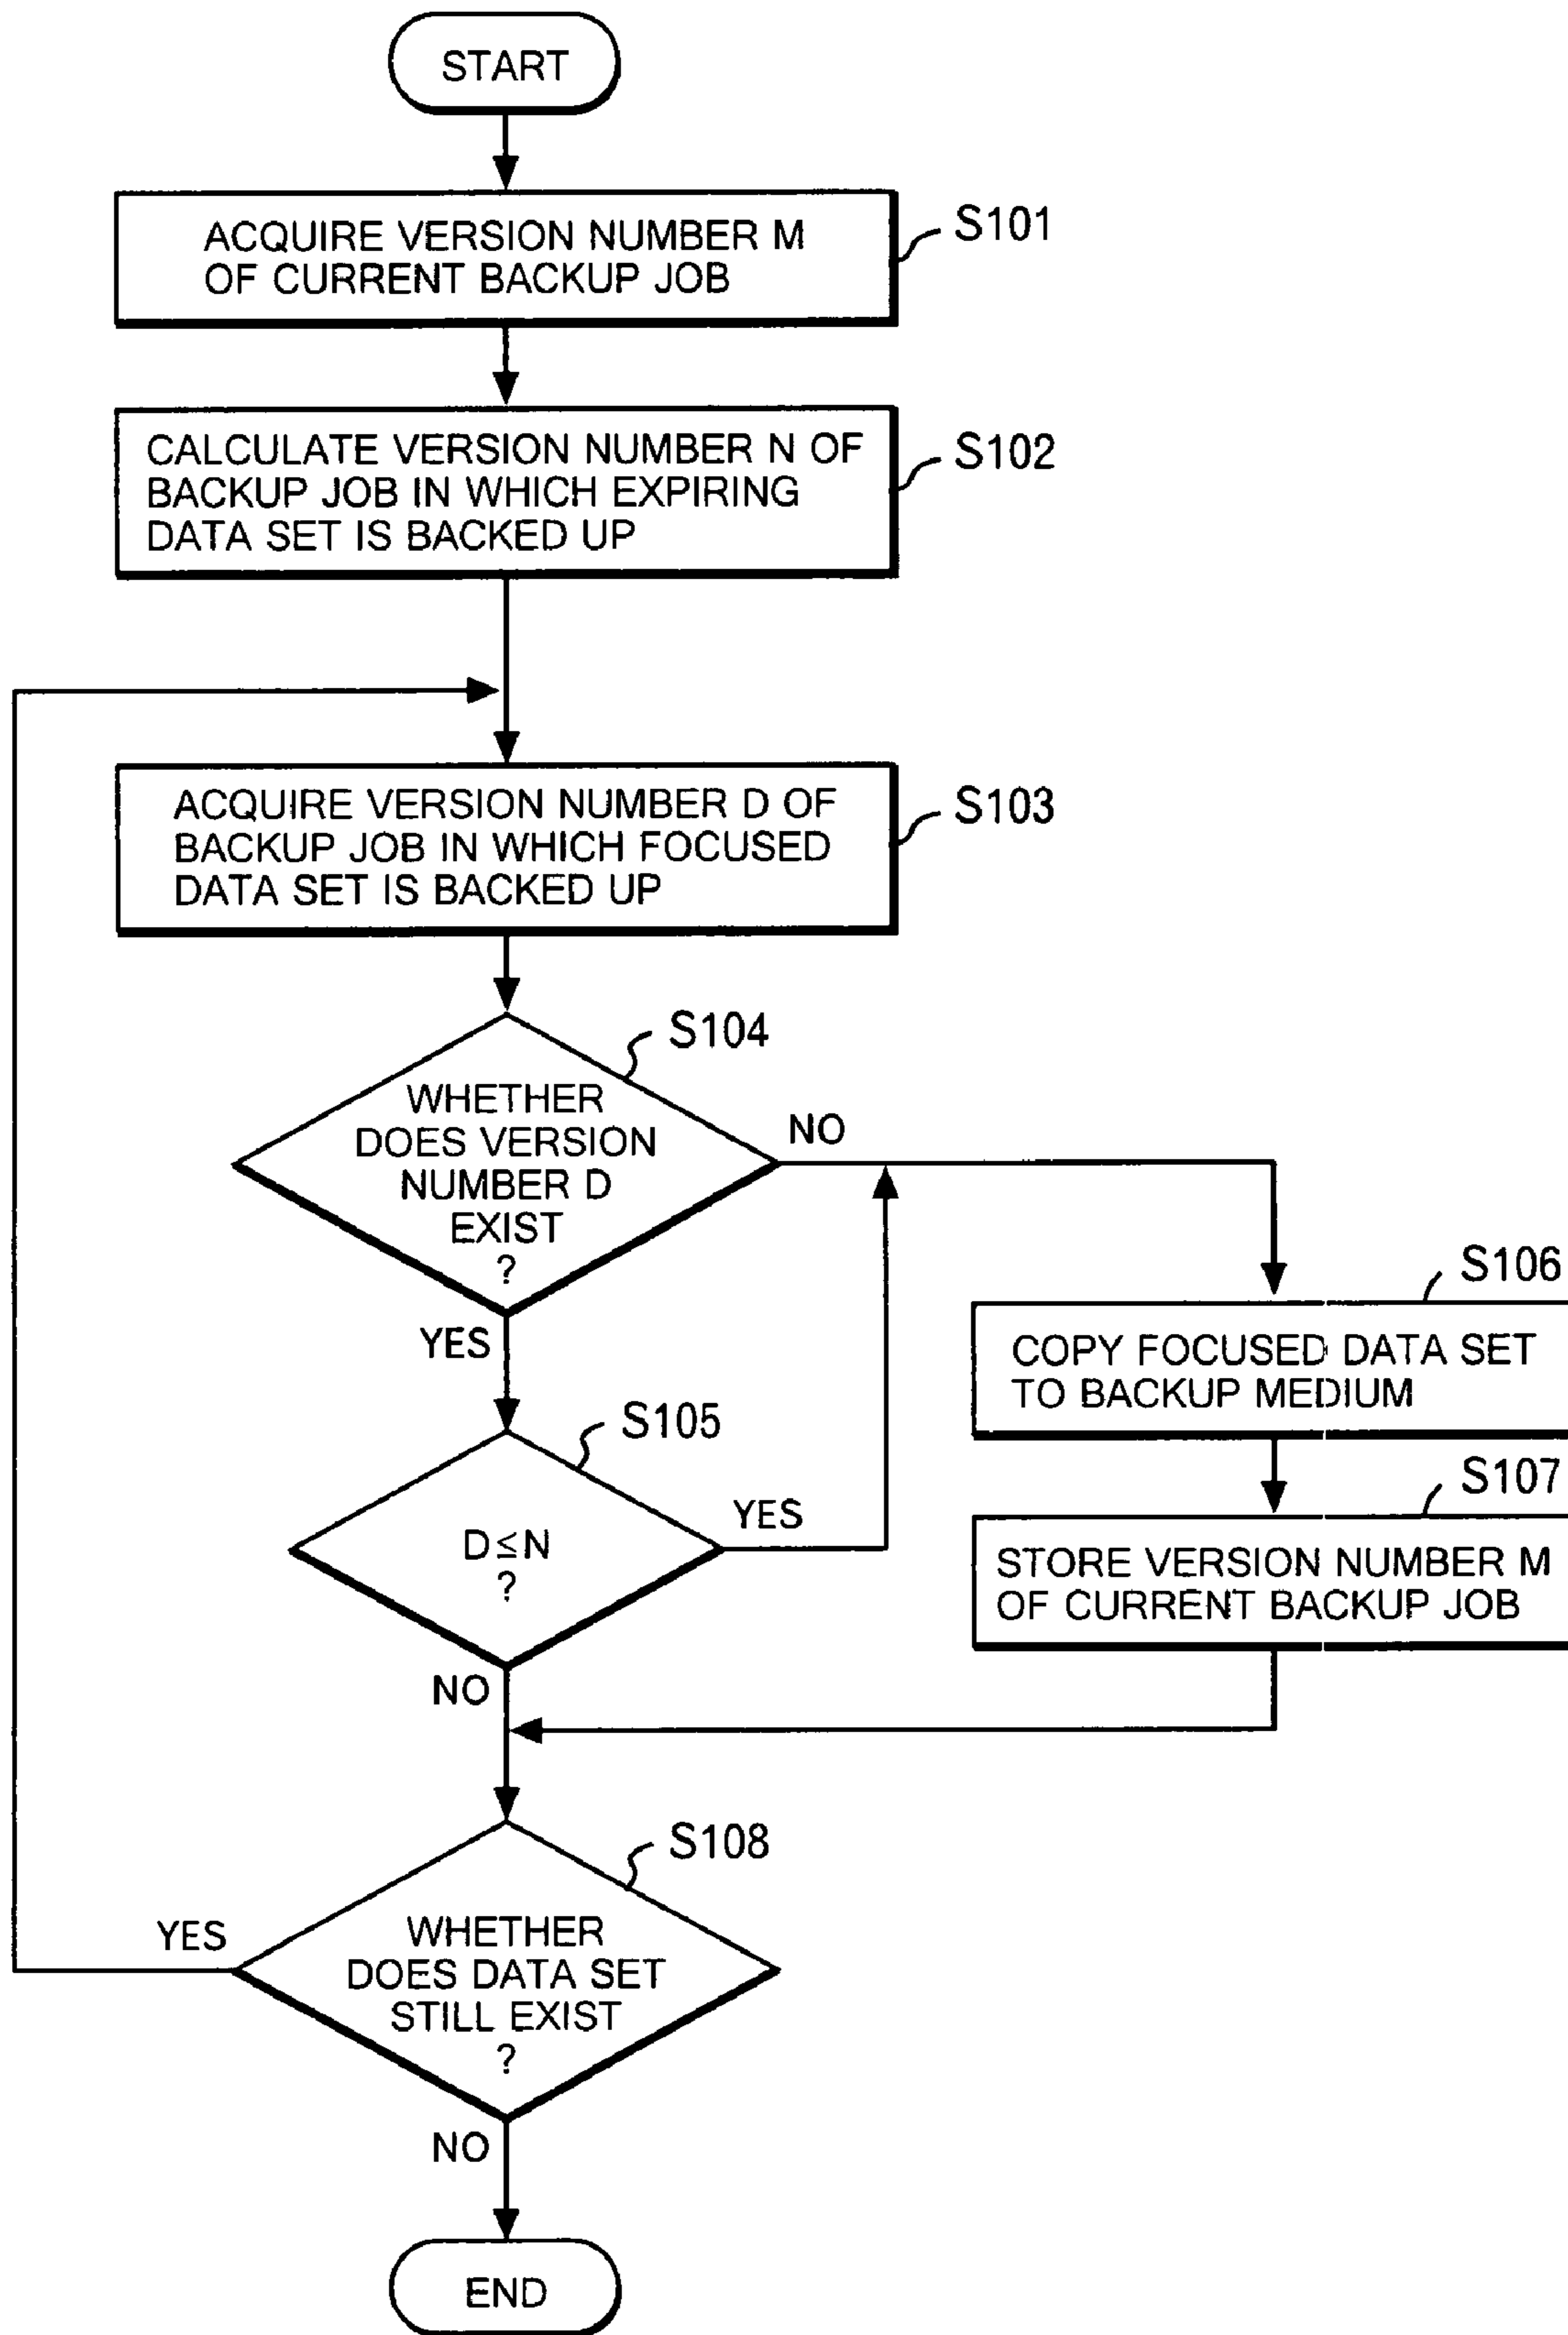 START
ACQUIRE VERSION NUMBER M
OF CURRENT BACKUP JOB
S101
CALCULATE VERSION NUMBER N OF
BACKUP JOB IN WHICH EXPIRING
DATA SET IS BACKED UP
S102
ACQUIRE VERSION NUMBER D OF
BACKUP JOB IN WHICH FOCUSED
DATA SET IS BACKED UP
S103
S104
WHETHER
DOES VERSION
NUMBER D
EXIST
?
NO
YES
S106
COPY FOCUSED DATA SET
TO BACKUP MEDIUM
S105
D≦N
?
YES
NO
S107
STORE VERSION NUMBER M
OF CURRENT BACKUP JOB
S108
WHETHER
DOES DATA SET
STILL EXIST
?
YES
NO
END